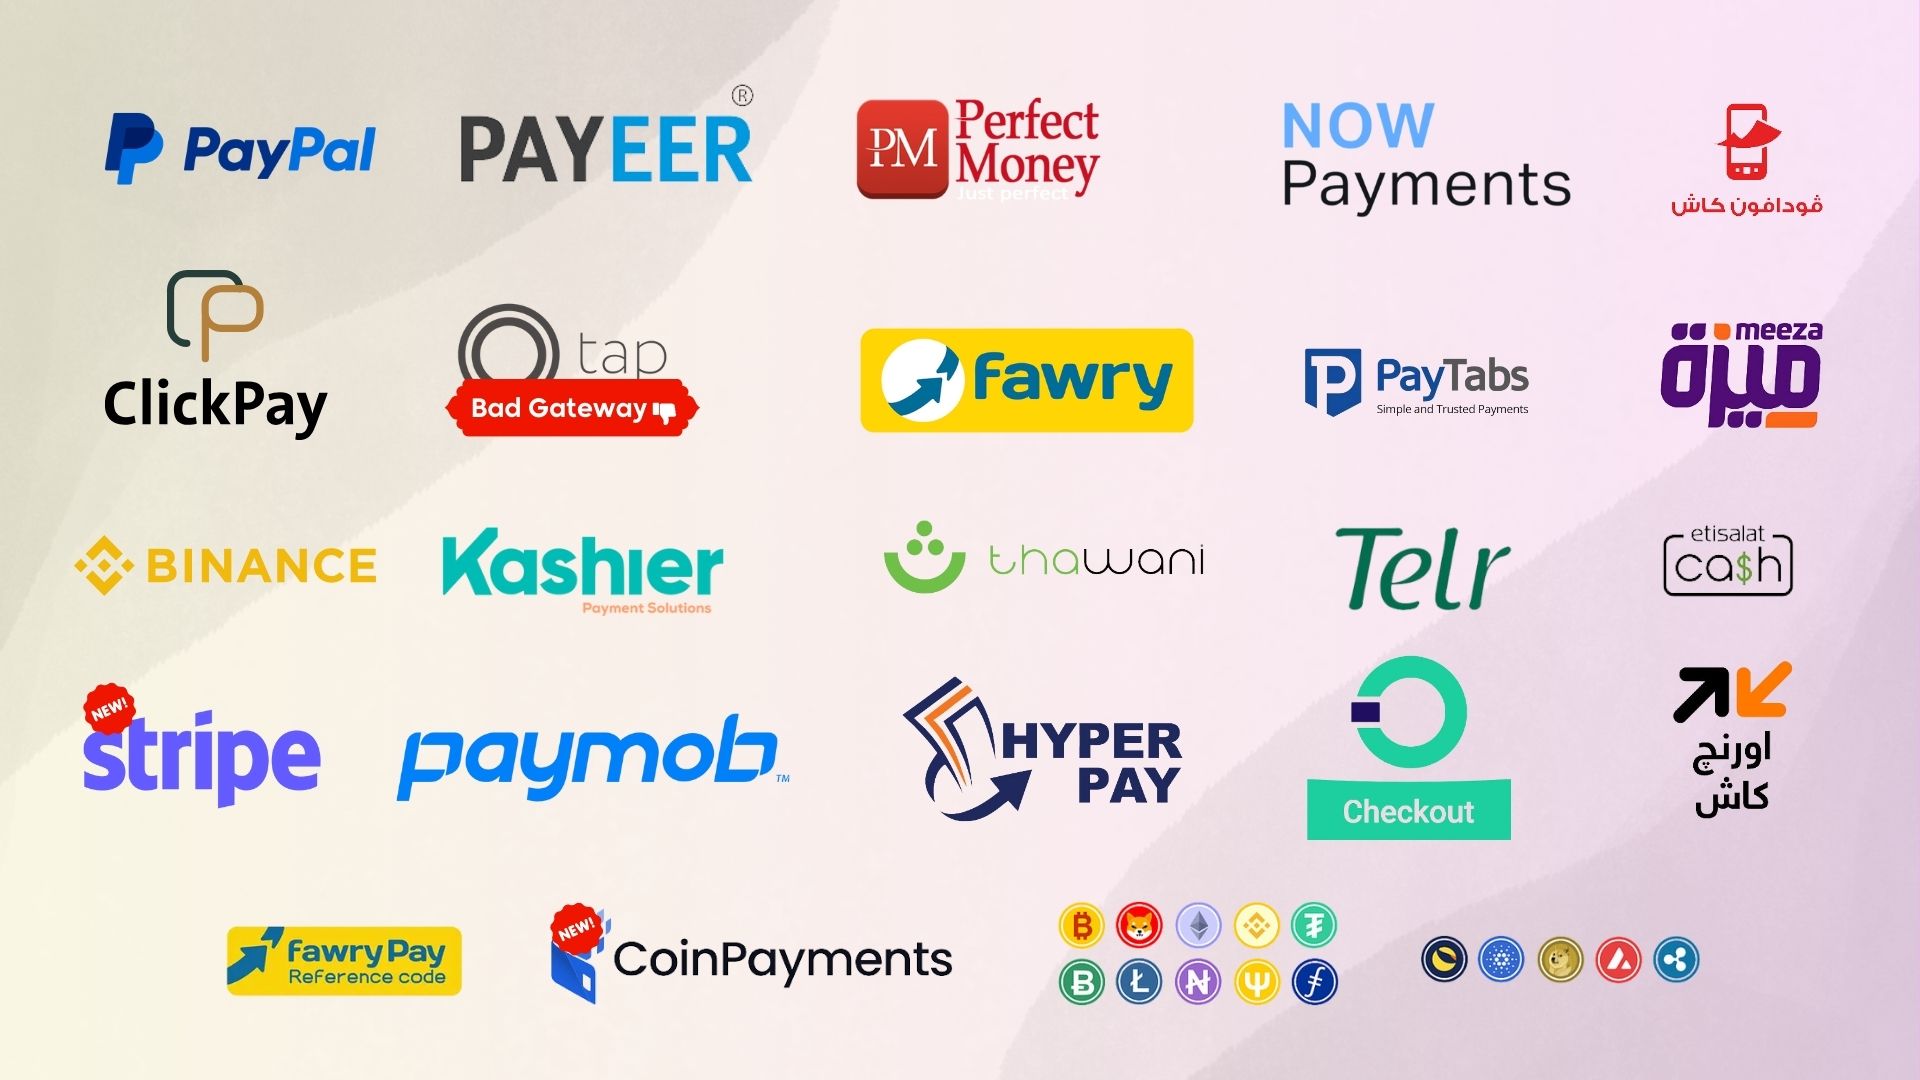 PayPal
PAYEER ®
PM
Perfect
Money
Just perfect
NOW
Payments
ڤودافون كاش
ClickPay
tap
Bad Gateway
fawry
PayTabs
Simple and Trusted Payments
meeza
ميزة
BINANCE
Kashier
Payment Solutions
thawani
Telr
etisalat
ca$h
NEW!
stripe
paymob TM
HYPER
PAY
Checkout
اورنچ
كاش
fawry Pay
Reference code
NEW!
CoinPayments